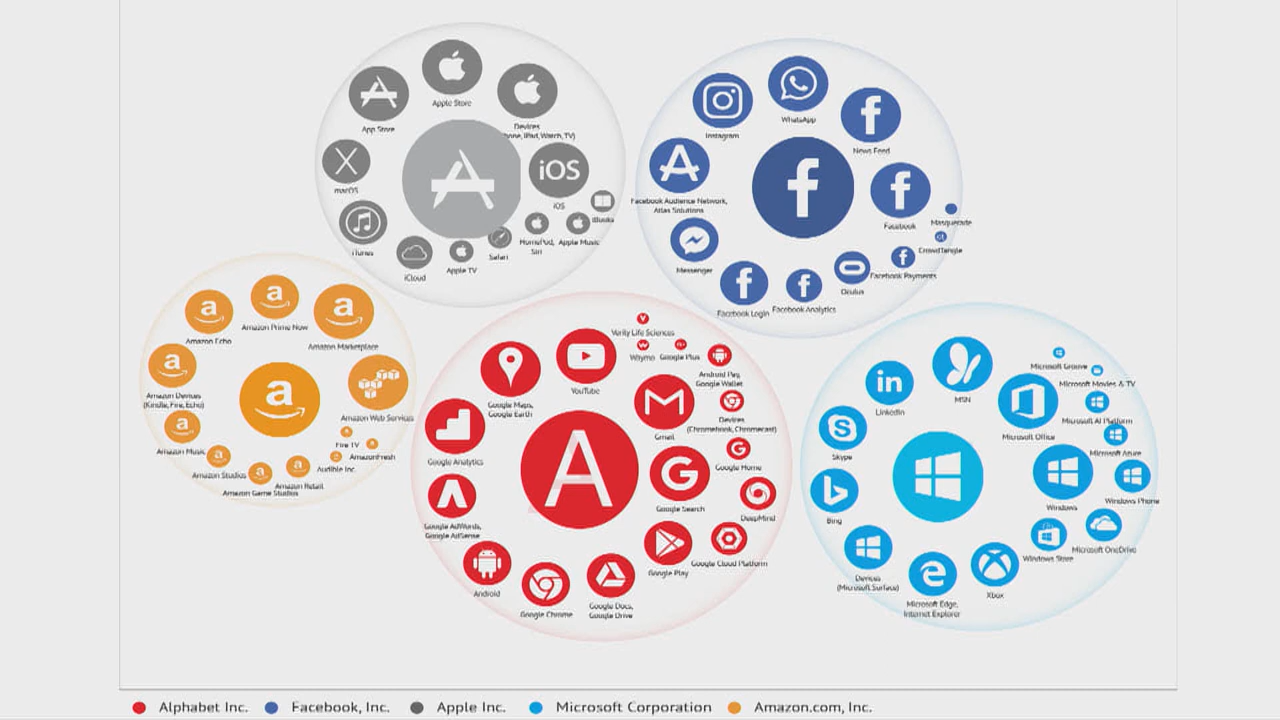 Apple Store
App Store
Devices
hone, iPad, Watch, TV)
macOS
iOS
iOS
iBooks
iTunes
HomePod,
Siri
Apple Music
Safari
Apple TV
iCloud
Instagram
WhatsApp
f
News Feed
Facebook Audience Network,
Atlas Solutions
f
f
Facebook
Masquerade
CrowdTangle
Messenger
f
Facebook Payments
Oculus
f
Facebook Login
f
Facebook Analytics
a
Amazon Echo
a
Amazon Prime Now
a
Amazon Marketplace
a
Amazon Devices
(Kindle, Fire, Echo)
a
Amazon Web Services
a
Amazon Music
Fire TV
AmazonFresh
Amazon Studios
Audible Inc.
Amazon Retail
Amazon Game Studios
Verily Life Sciences
Waymo
Google Plus
YouTube
Android Pay,
Google Wallet
Google Maps,
Google Earth
Gmail
Devices
(Chromebook, Chromecast)
Google Analytics
A
G
Google Home
G
Google Search
DeepMind
Google AdWords,
Google AdSense
Google Play
Google Cloud Platform
Android
Google Chrome
Google Docs,
Google Drive
Microsoft Groove
Microsoft Movies & TV
MSN
in
LinkedIn
Microsoft Office
Microsoft AI Platform
S
Skype
Microsoft Azure
Windows
Windows Phone
Bing
Windows Store
Microsoft OneDrive
Devices
(Microsoft Surface)
e
Microsoft Edge,
Internet Explorer
Xbox
Alphabet Inc.
Facebook, Inc.
Apple Inc.
Microsoft Corporation
Amazon.com, Inc.